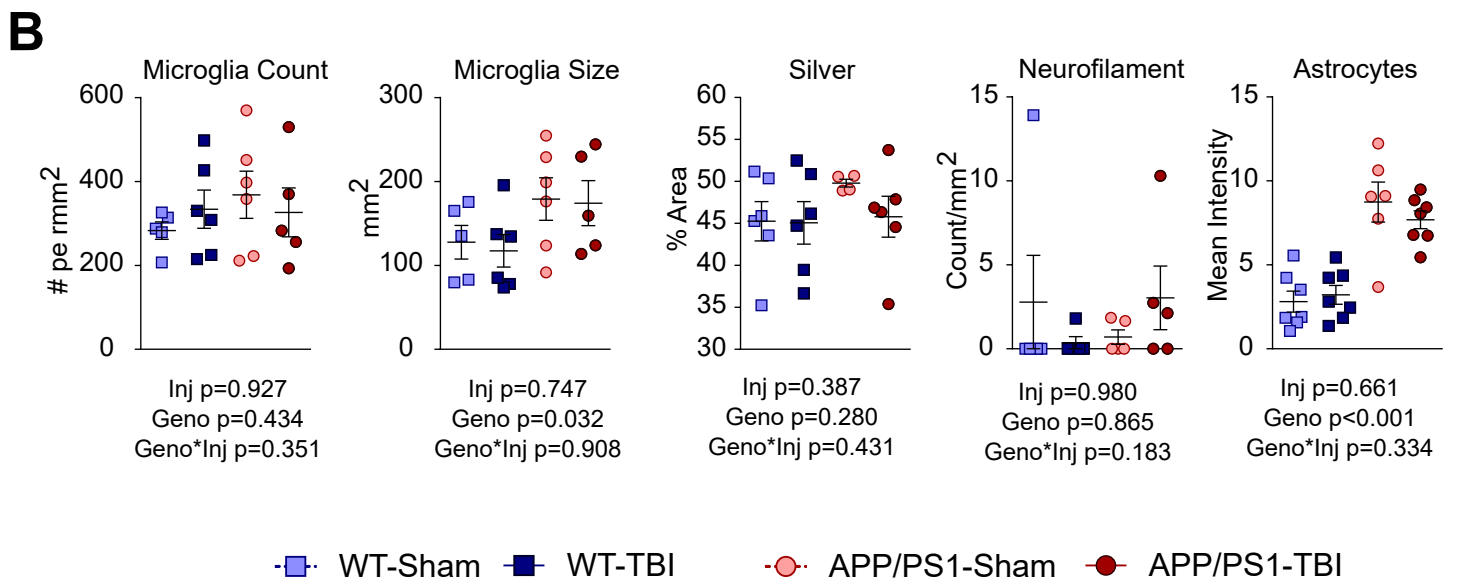 B
Microglia Count
Microglia Size
Silver
Neurofilament
Astrocytes
# pe rmm2
600
400
200
0
mm2
300
200
100
0
% Area
60
55
50
45
40
35
30
Count/mm2
15
10
5
0
Mean Intensity
15
10
5
0
Inj p=0.927
Geno p=0.434
Geno*Inj p=0.351
Inj p=0.747
Geno p=0.032
Geno*Inj p=0.908
Inj p=0.387
Geno p=0.280
Geno*Inj p=0.431
Inj p=0.980
Geno p=0.865
Geno*Inj p=0.183
Inj p=0.661
Geno p<0.001
Geno*Inj p=0.334
WT-Sham
WT-TBI
APP/PS1-Sham
APP/PS1-TBI